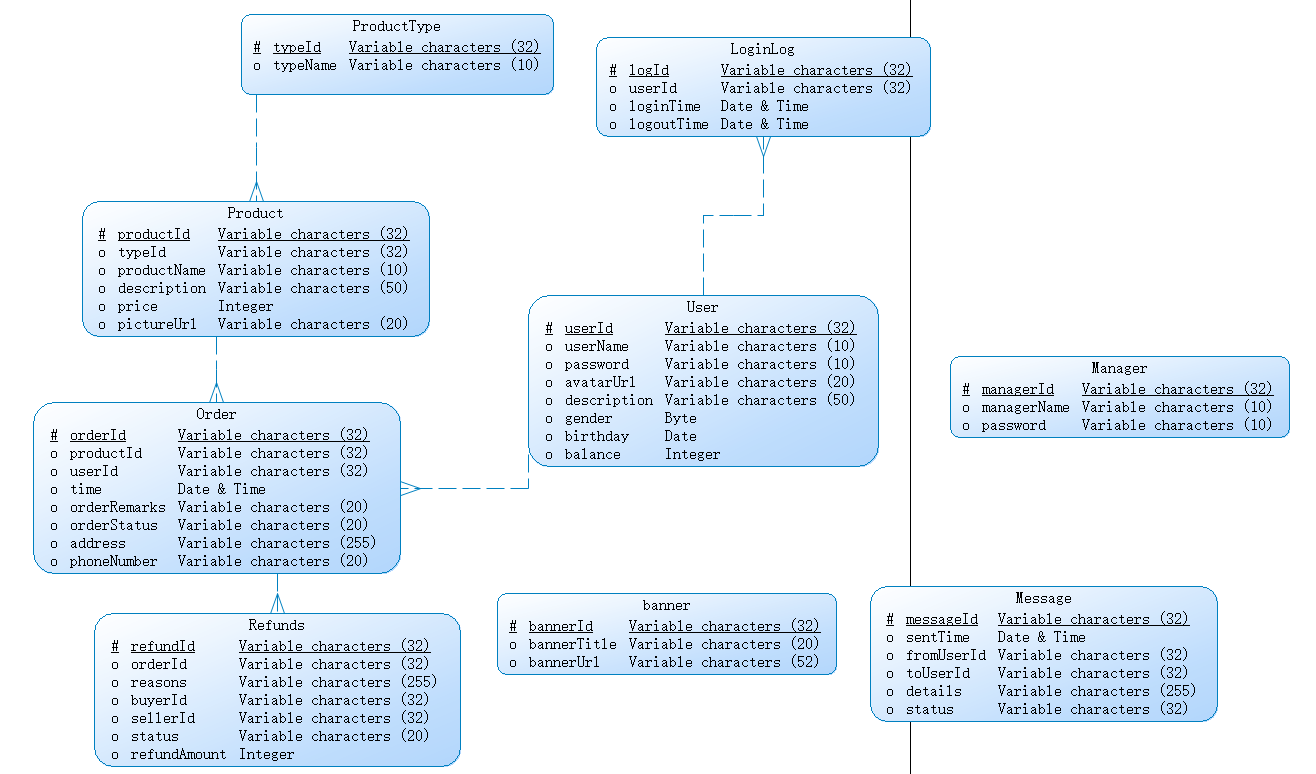 ProductType
# typeId Variable characters (32)
o typeName Variable characters (10)
LoginLog
# logId Variable characters (32)
o userId Variable characters (32)
o loginTime Date & Time
o logoutTime Date & Time
Product
# productId Variable characters (32)
o typeId Variable characters (32)
o productName Variable characters (10)
o description Variable characters (50)
o price Integer
o pictureUrl Variable characters (20)
User
# userId Variable characters (32)
o userName Variable characters (10)
o password Variable characters (10)
o avatarUrl Variable characters (20)
o description Variable characters (50)
o gender Byte
o birthday Date
o balance Integer
Manager
# managerId Variable characters (32)
o managerName Variable characters (10)
o password Variable characters (10)
Order
# orderId Variable characters (32)
o productId Variable characters (32)
o userId Variable characters (32)
o time Date & Time
o orderRemarks Variable characters (20)
o orderStatus Variable characters (20)
o address Variable characters (255)
o phoneNumber Variable characters (20)
Refunds
# refundId Variable characters (32)
o orderId Variable characters (32)
o reasons Variable characters (255)
o buyerId Variable characters (32)
o sellerId Variable characters (32)
o status Variable characters (20)
o refundAmount Integer
banner
# bannerId Variable characters (32)
o bannerTitle Variable characters (20)
o bannerUrl Variable characters (52)
Message
# messageId Variable characters (32)
o sentTime Date & Time
o fromUserId Variable characters (32)
o toUserId Variable characters (32)
o details Variable characters (255)
o status Variable characters (32)